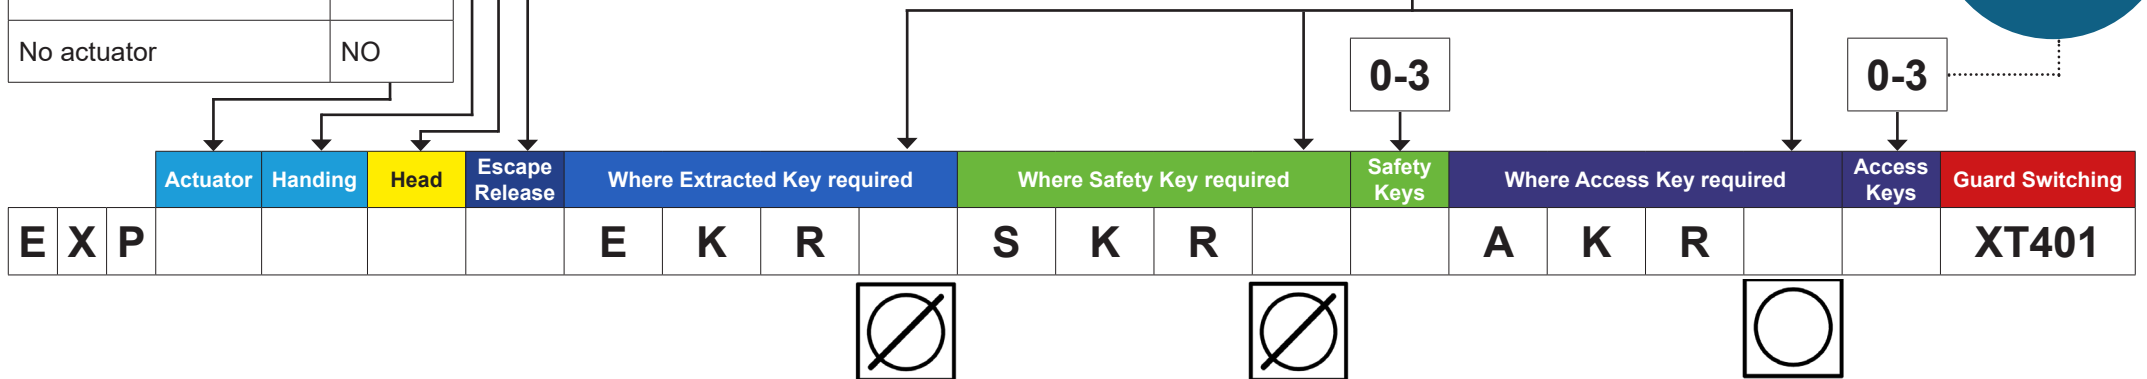 No actuator NO
0-3 0-3
Actuator Handing Head Escape Release Where Extracted Key required Where Safety Key required Safety Keys Where Access Key required Access Keys Guard Switching
E X P E K R S K R A K R XT401